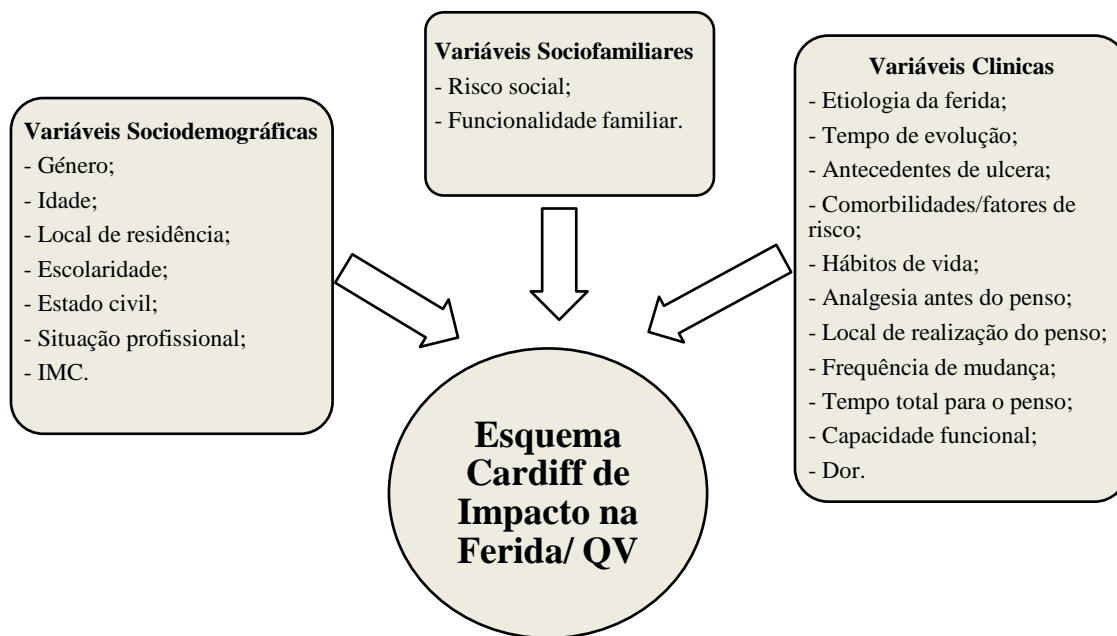 Variáveis Sociodemográficas
- Género;
- Idade;
- Local de residência;
- Escolaridade;
- Estado civil;
- Situação profissional;
- IMC.
Variáveis Sociofamiliares
- Risco social;
- Funcionalidade familiar.
Variáveis Clinicas
- Etiologia da ferida;
- Tempo de evolução;
- Antecedentes de ulcera;
- Comorbilidades/fatores de
risco;
- Hábitos de vida;
- Analgesia antes do penso;
- Local de realização do penso;
- Frequência de mudança;
- Tempo total para o penso;
- Capacidade funcional;
- Dor.
Esquema
Cardiff de
Impacto na
Ferida/ QV